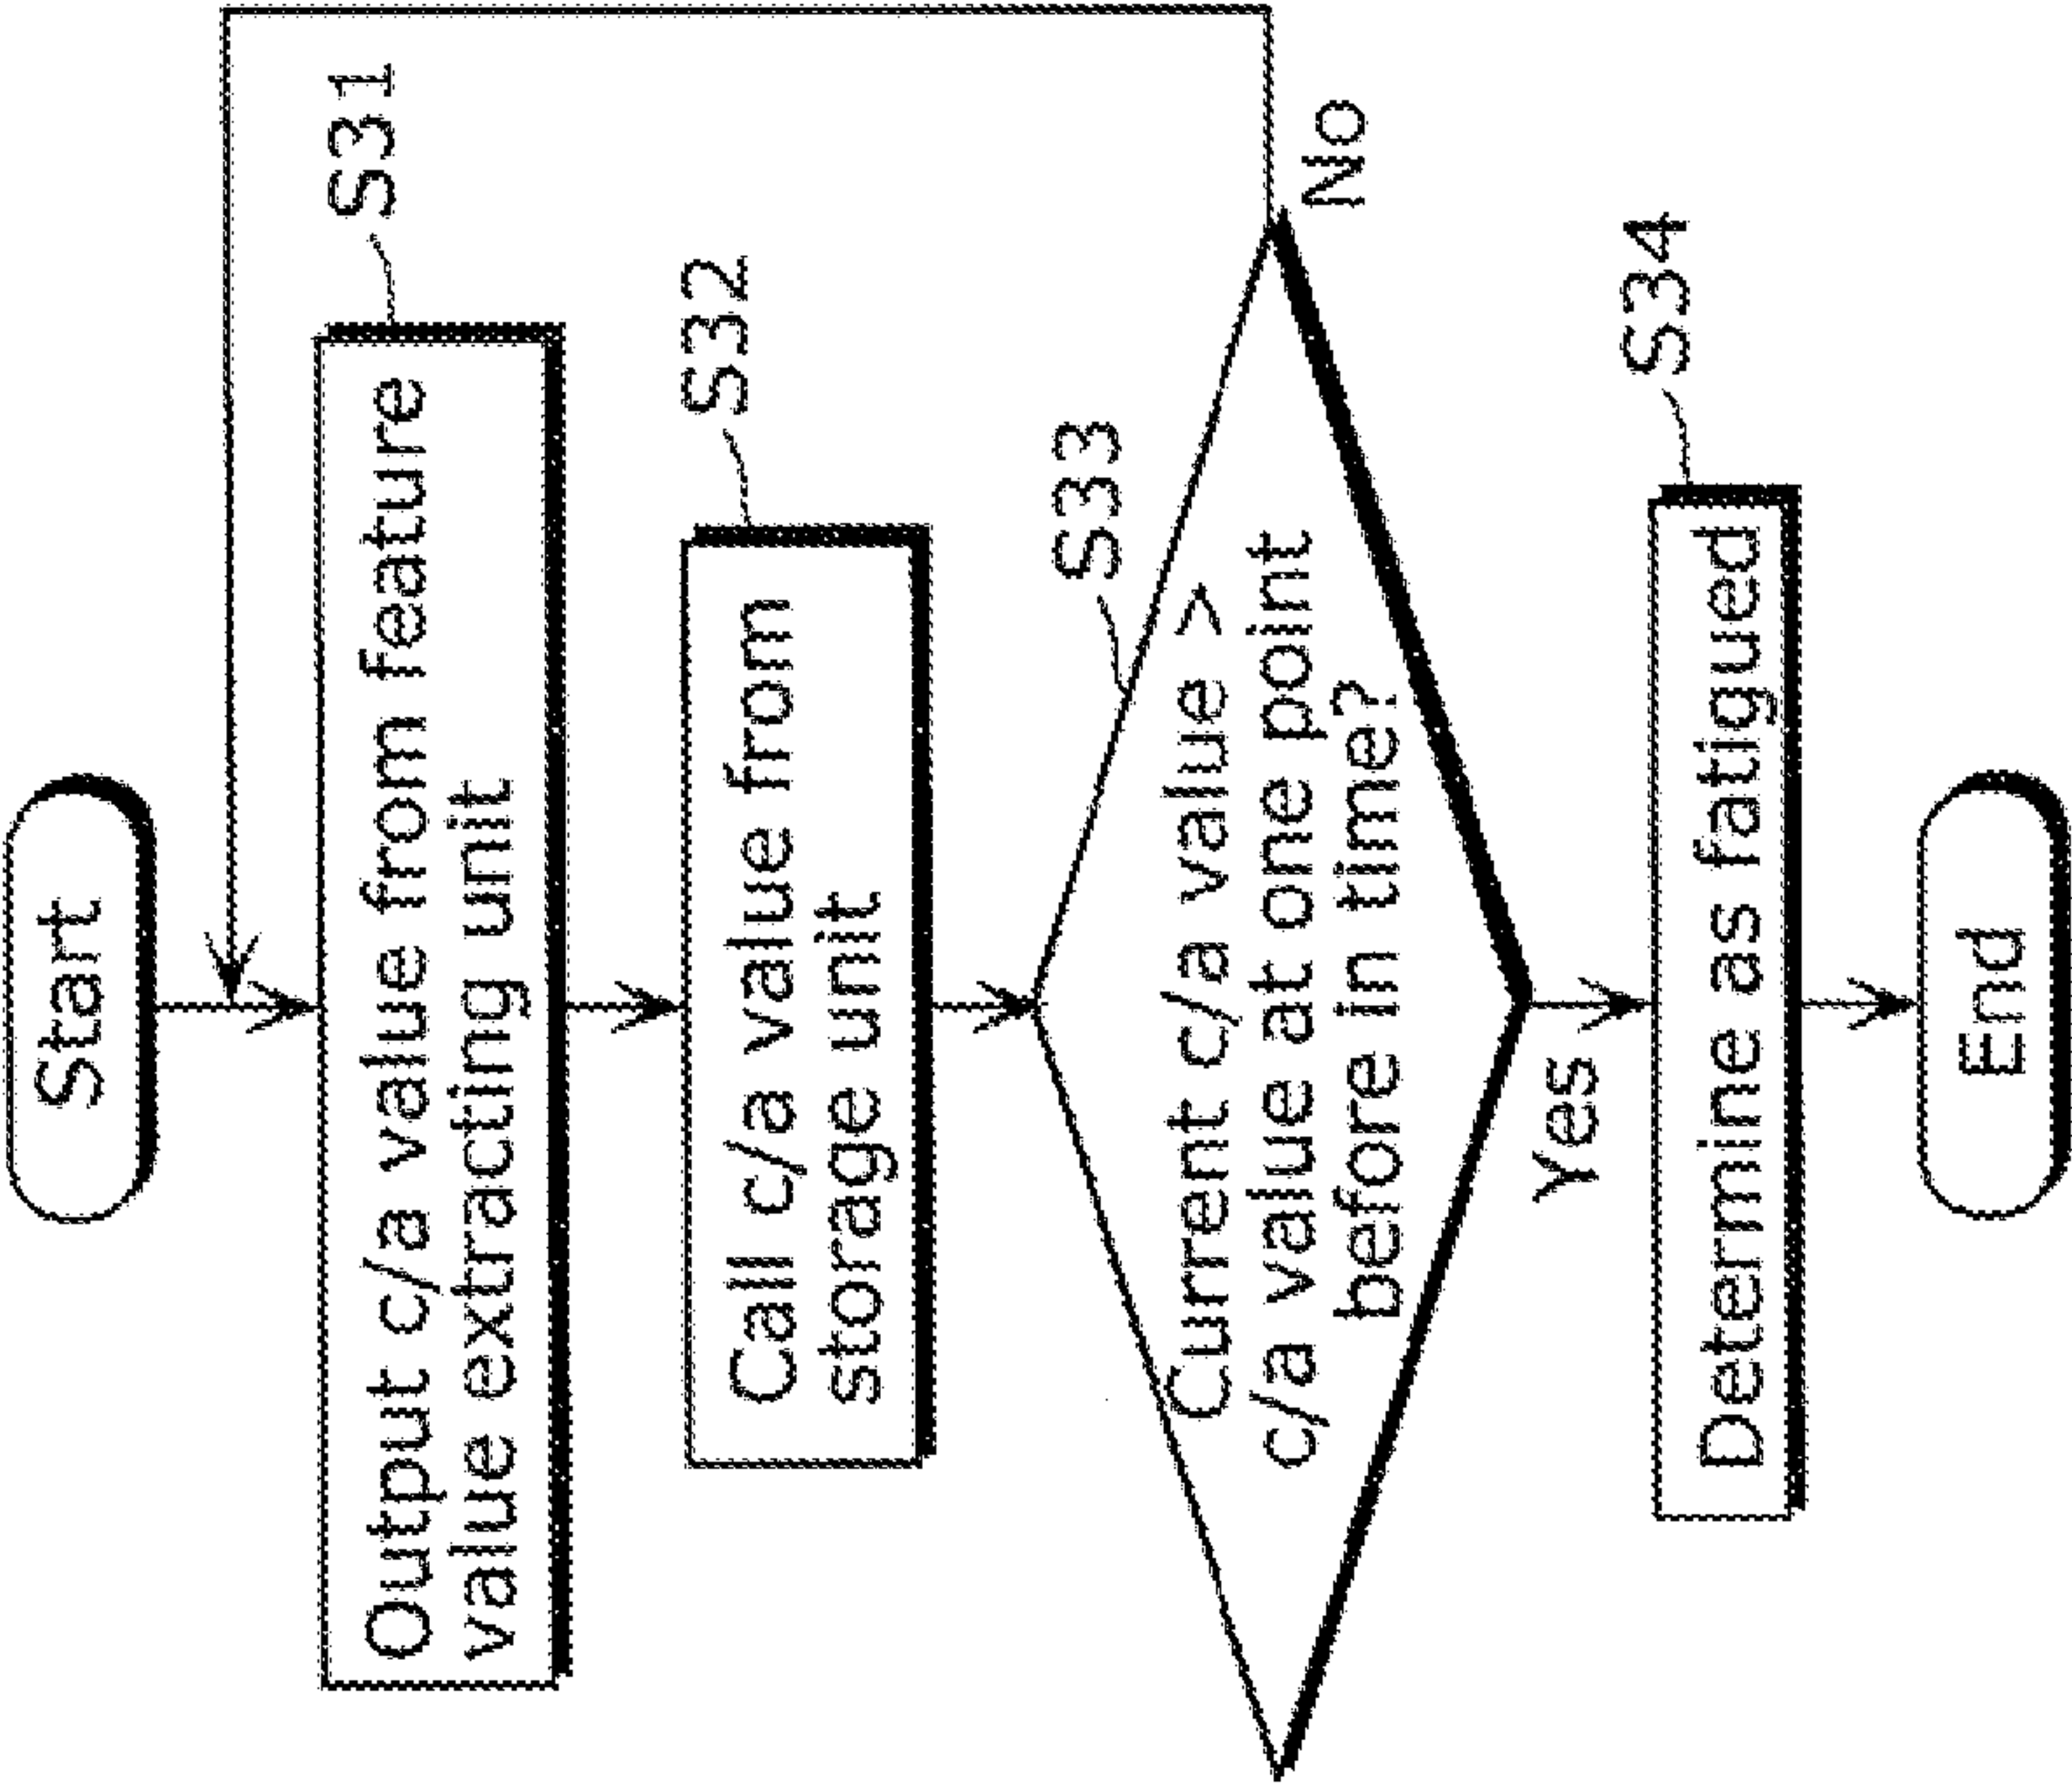 Start
S31
Output c/a value from feature
value extracting unit
S32
Call c/a value from
storage unit
S33
Current c/a value >
c/a value at one point
before in time?
No
Yes
S34
Determine as fatigued
End